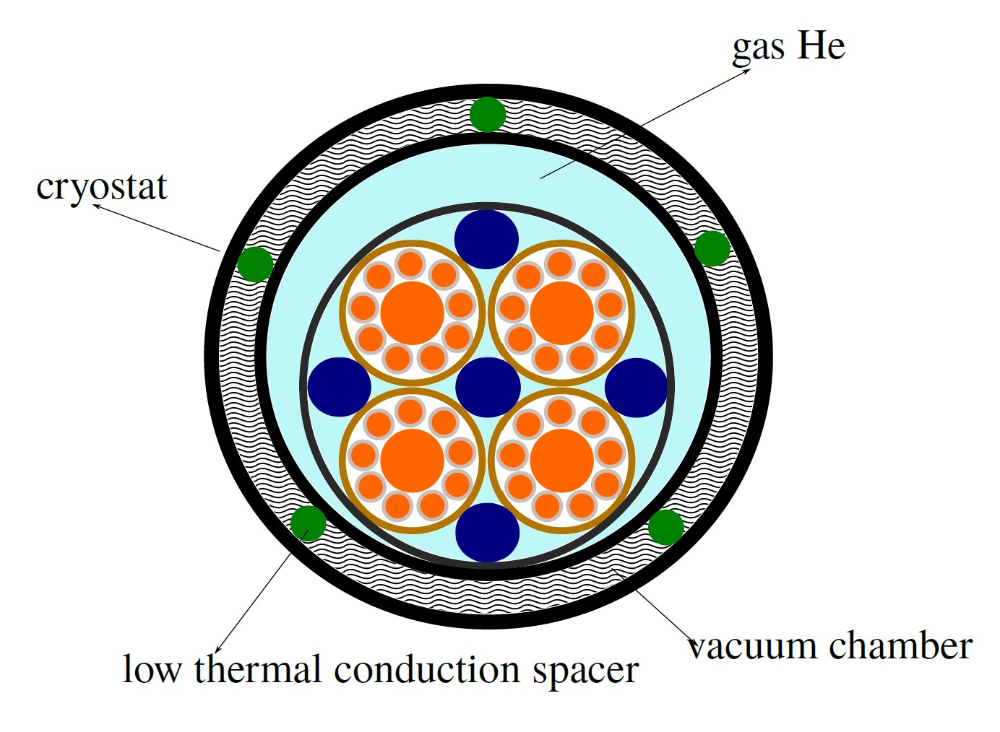 gas He
cryostat
vacuum chamber
low thermal conduction spacer